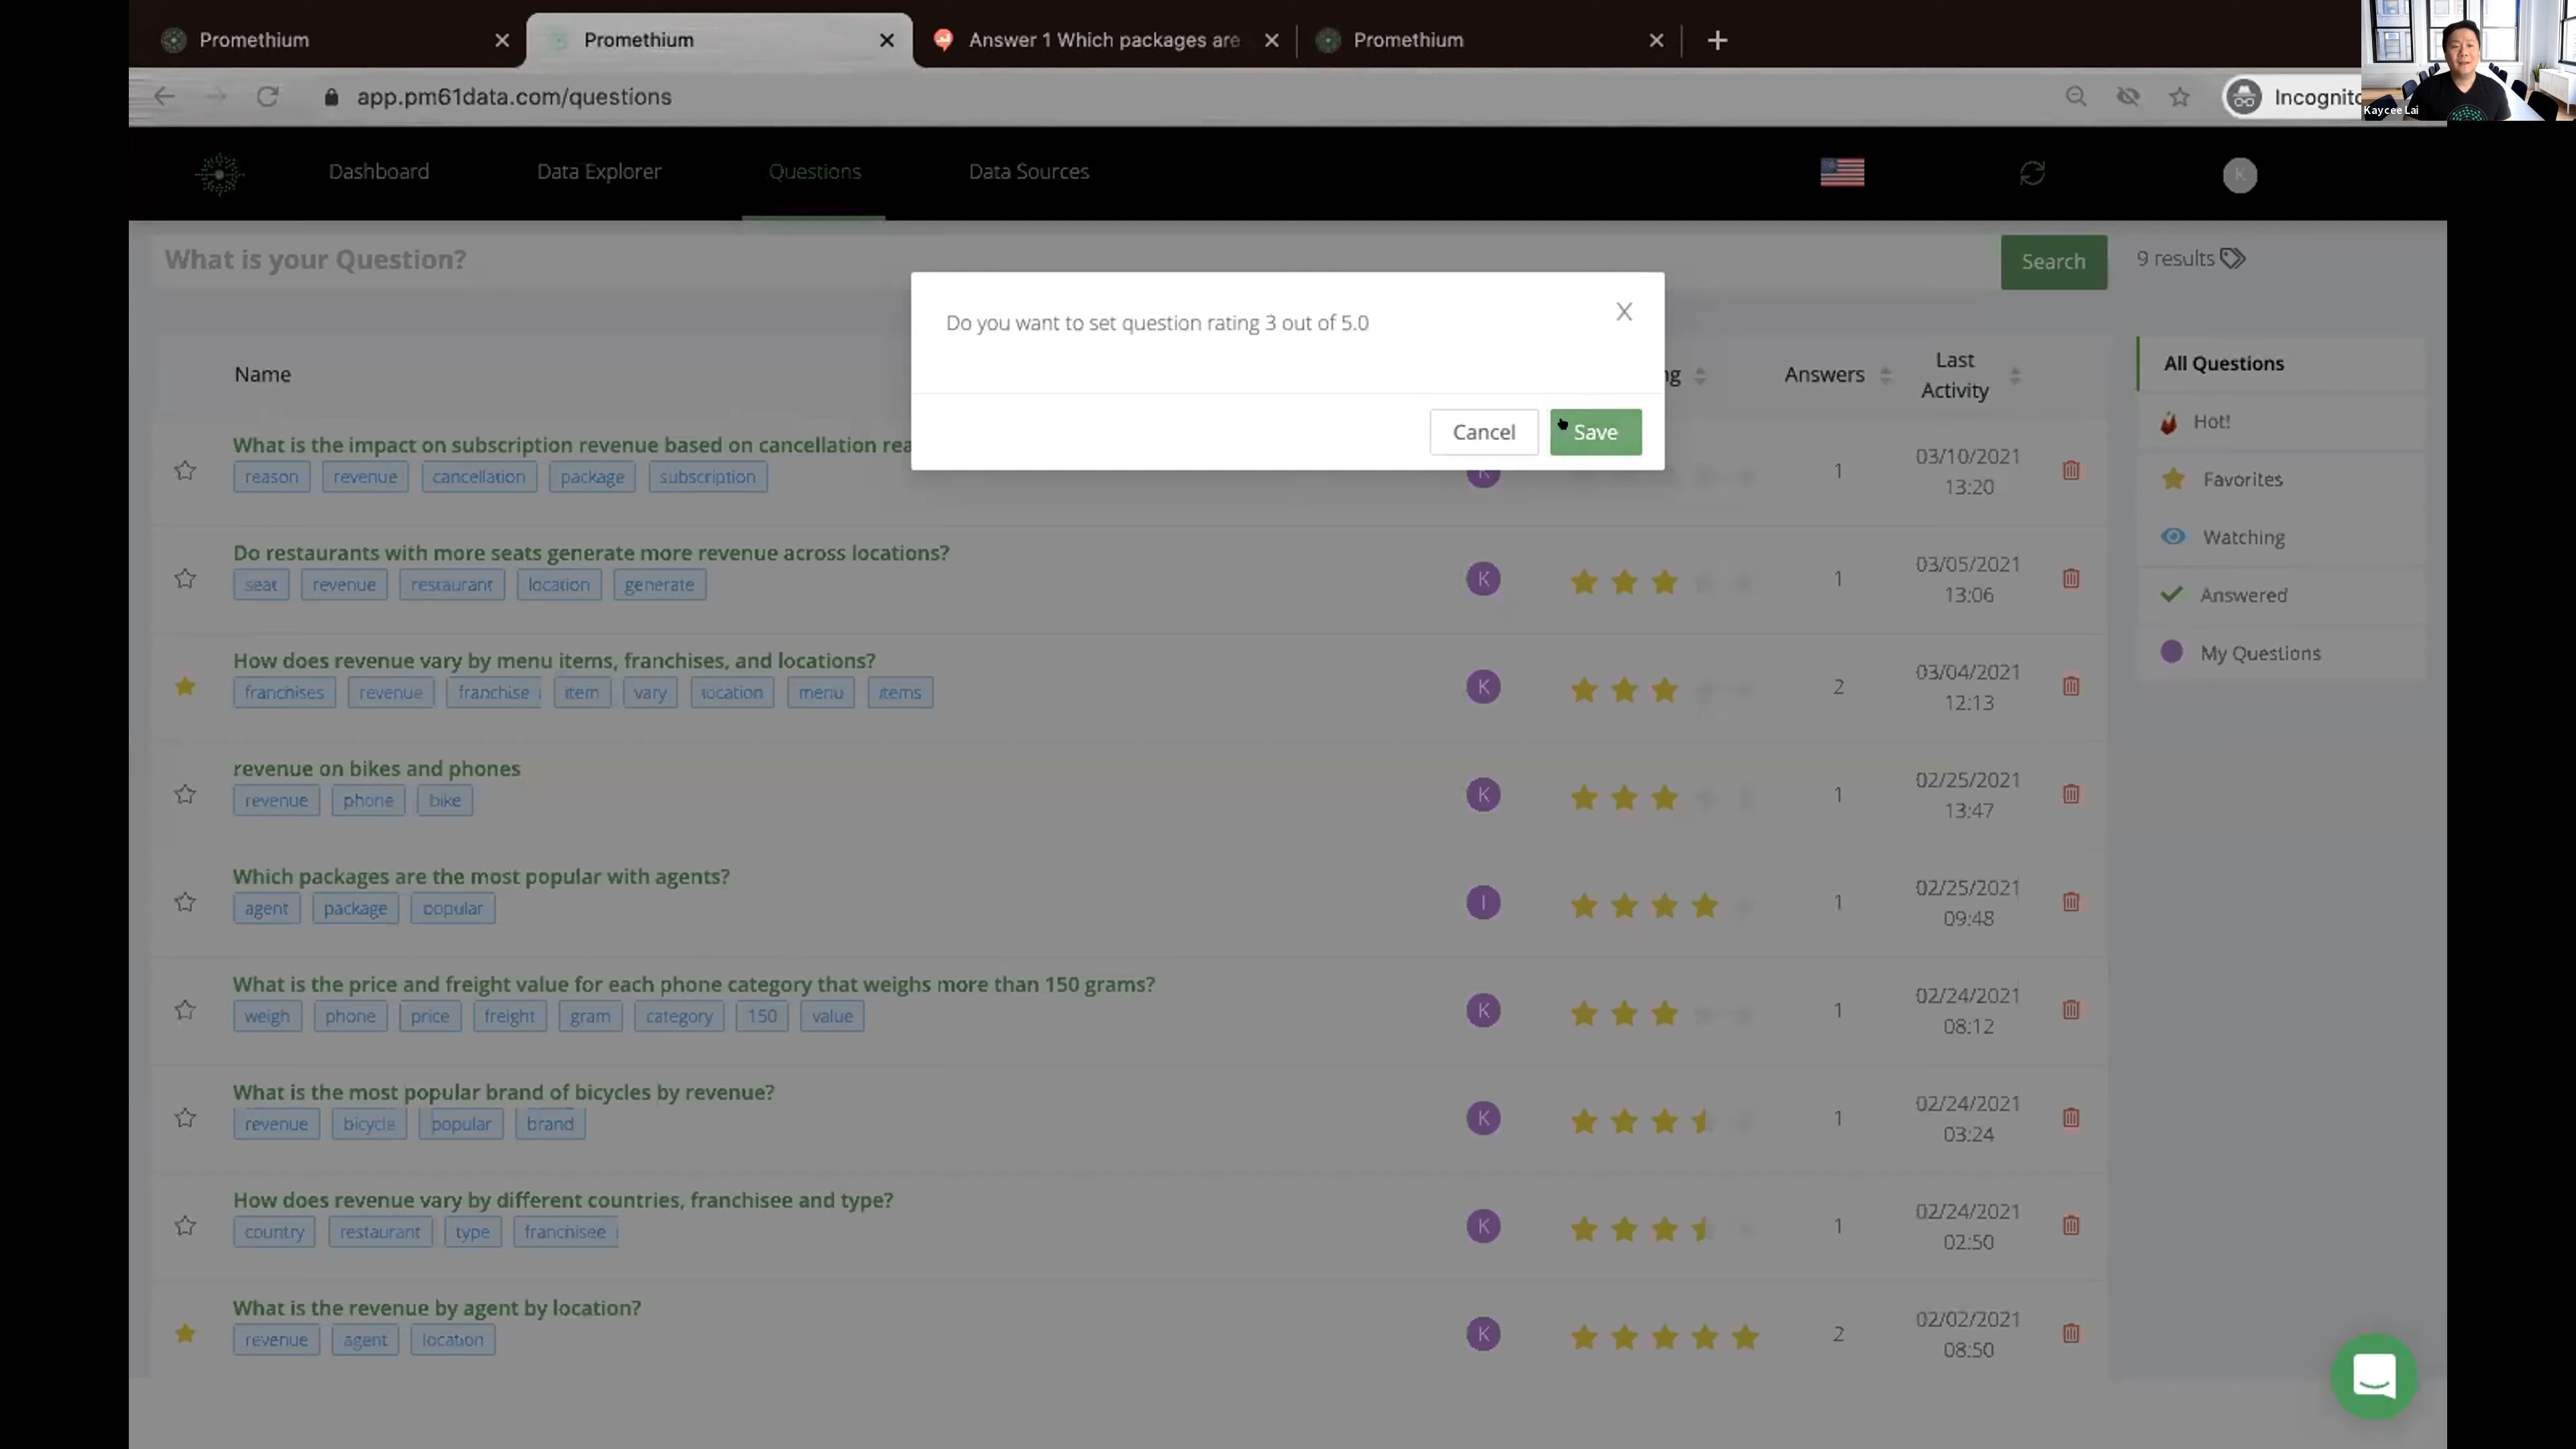 Promethium
Promethium
Answer 1 Which packages are
Promethium
app.pm61data.com/questions
Incognito
Kaycee Lai
Dashboard
Data Explorer
Questions
Data Sources
K
What is your Question?
Search
9 results
Do you want to set question rating 3 out of 5.0
X
Cancel
Save
Name
Answers
Last
Activity
What is the impact on subscription revenue based on cancellation rea
reason revenue cancellation package subscription
K
1
03/10/2021
13:20
Do restaurants with more seats generate more revenue across locations?
seat revenue restaurant location generate
K
1
03/05/2021
13:06
How does revenue vary by menu items, franchises, and locations?
franchises revenue franchise item vary location menu items
K
2
03/04/2021
12:13
revenue on bikes and phones
revenue phone bike
K
1
02/25/2021
13:47
Which packages are the most popular with agents?
agent package popular
I
1
02/25/2021
09:48
What is the price and freight value for each phone category that weighs more than 150 grams?
weigh phone price freight gram category 150 value
K
1
02/24/2021
08:12
What is the most popular brand of bicycles by revenue?
revenue bicycle popular brand
K
1
02/24/2021
03:24
How does revenue vary by different countries, franchisee and type?
country restaurant type franchisee
K
1
02/24/2021
02:50
What is the revenue by agent by location?
revenue agent location
K
2
02/02/2021
08:50
All Questions
Hot!
Favorites
Watching
Answered
My Questions